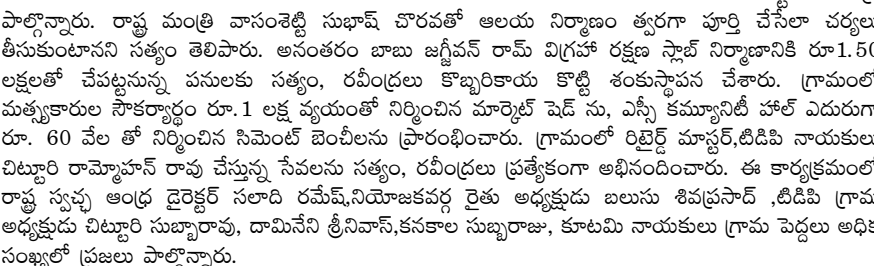 పాల్గొన్నారు. రాష్ట్ర మంత్రి వాసంశెట్టి సుభాష్ చొరవతో ఆలయ నిర్మాణం త్వరగా పూర్తి చేసేలా చర్యలు
తీసుకుంటానని సత్యం తెలిపారు. అనంతరం బాబు జగ్జీవన్ రామ్ విగ్రహా రక్షణ స్లాబ్ నిర్మాణానికి రూ1.50
లక్షలతో చేపట్టనున్న పనులకు సత్యం, రవీంద్రలు కొబ్బరికాయ కొట్టి శంకుస్థాపన చేశారు. గ్రామంలో
మత్స్యకారుల సౌకర్యార్థం రూ.1 లక్ష వ్యయంతో నిర్మించిన మార్కెట్ షెడ్ ను, ఎస్సీ కమ్యూనిటీ హాల్ ఎదురుగా
రూ. 60 వేల తో నిర్మించిన సిమెంట్ బెంచీలను ప్రారంభించారు. గ్రామంలో రిటైర్డ్ మాస్టర్,టిడిపి నాయకులు
చిట్టూరి రామ్మోహన్ రావు చేస్తున్న సేవలను సత్యం, రవీంద్రలు ప్రత్యేకంగా అభినందించారు. ఈ కార్యక్రమంలో
రాష్ట్ర స్వచ్ఛ ఆంధ్ర డైరెక్టర్ సలాది రమేష్,నియోజకవర్గ రైతు అధ్యక్షుడు బలుసు శివప్రసాద్ ,టిడిపి గ్రామ
అధ్యక్షుడు చిట్టూరి సుబ్బారావు, దామినేని శ్రీనివాస్,కనకాల సుబ్బరాజు, కూటమి నాయకులు గ్రామ పెద్దలు అధిక
సంఖ్యలో ప్రజలు పాల్గొన్నారు.